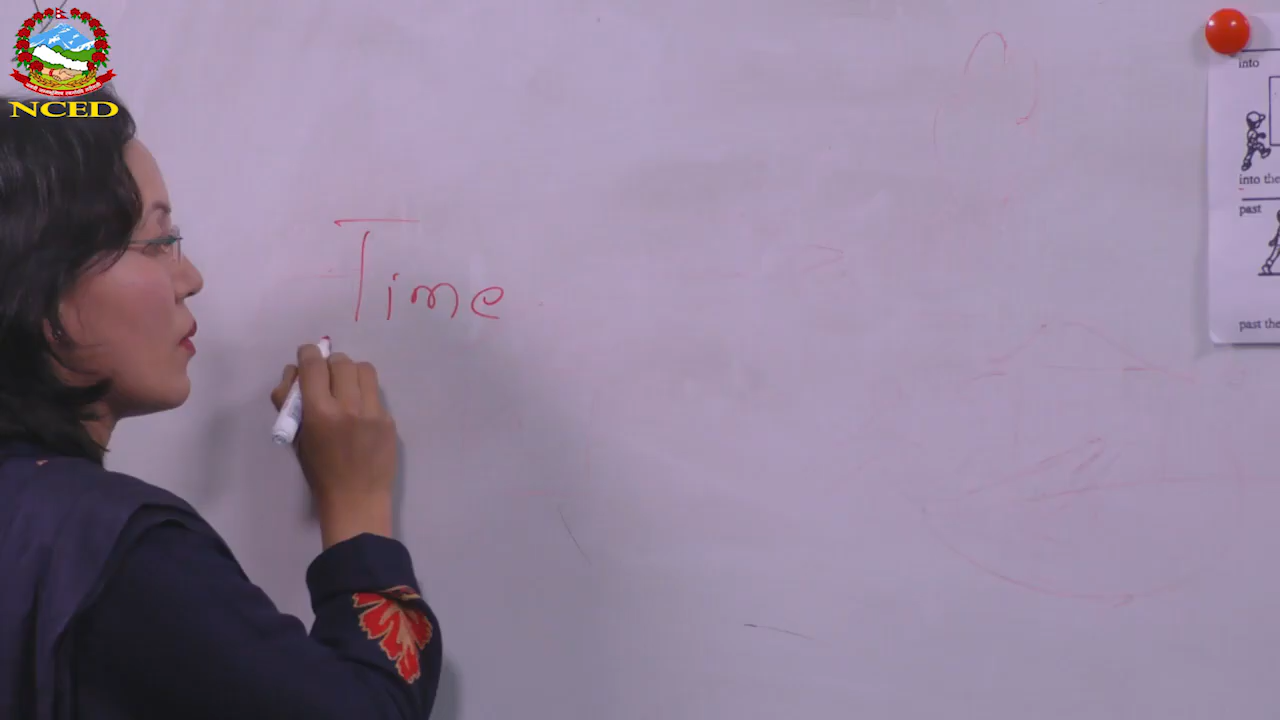 NCED
Time
into
into the
past
past the